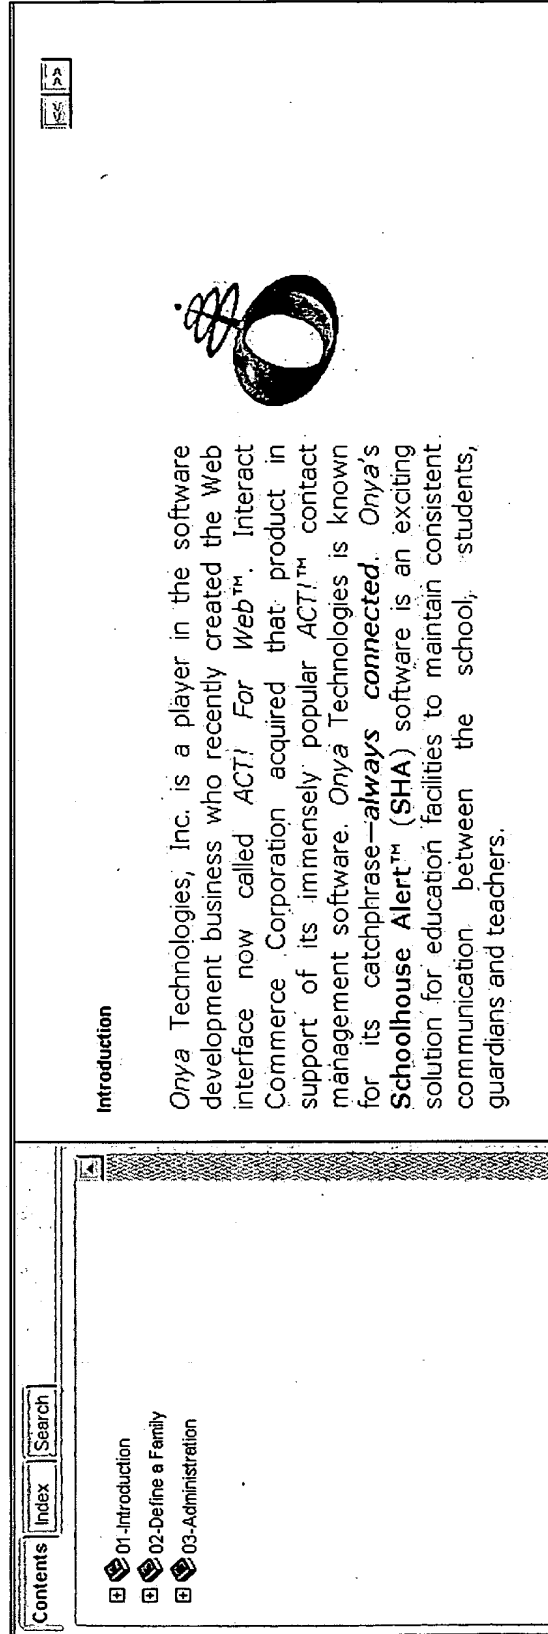 Contents Index Search
01-Introduction
02-Define a Family
03-Administration
<< >>
Introduction
Onya Technologies, Inc. is a player in the software
development business who recently created the Web
interface now called ACT! For Web™. Interact
Commerce Corporation acquired that product in
support of its immensely popular ACT!™ contact
management software. Onya Technologies is known
for its catchphrase—always connected. Onya's
Schoolhouse Alert™ (SHA) software is an exciting
solution for education facilities to maintain consistent
communication between the school, students,
guardians and teachers.